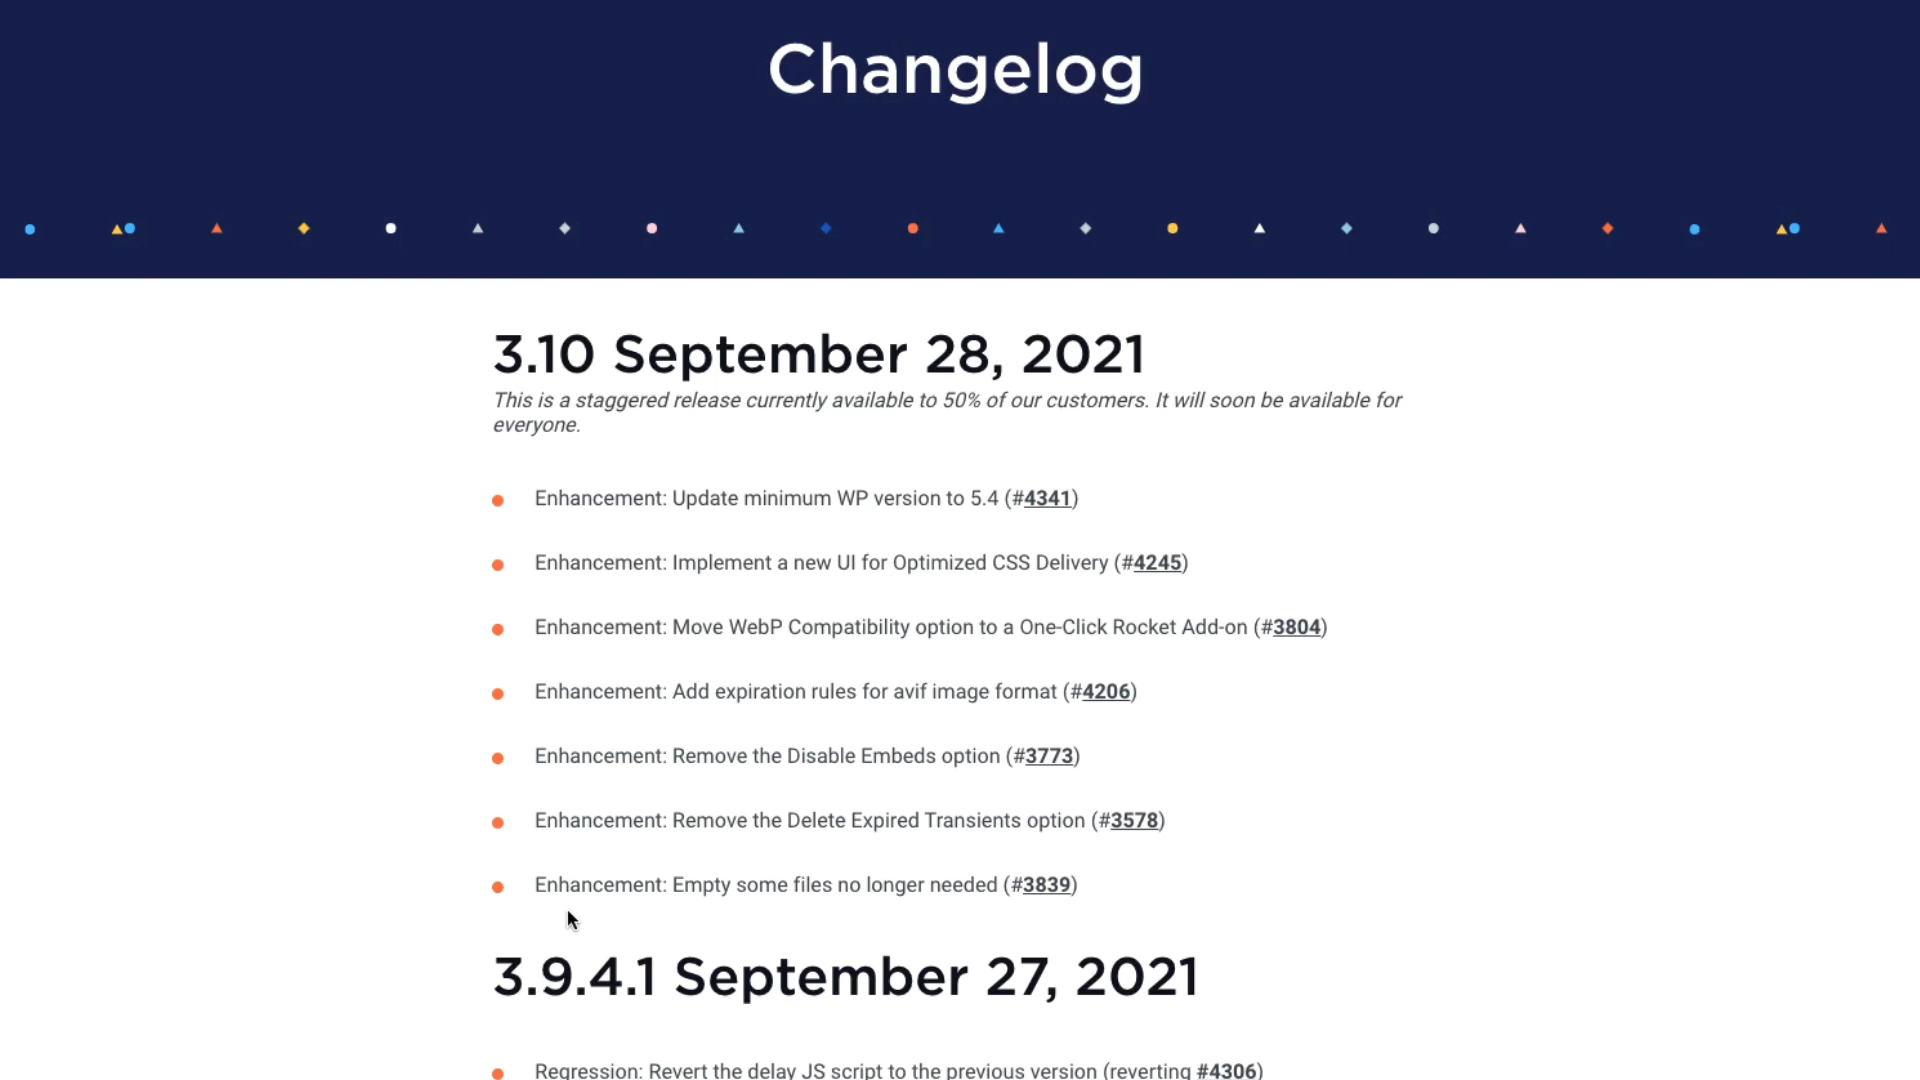 Changelog
3.10 September 28, 2021
This is a staggered release currently available to 50% of our customers. It will soon be available for
everyone.
Enhancement: Update minimum WP version to 5.4 (#4341)
Enhancement: Implement a new UI for Optimized CSS Delivery (#4245)
Enhancement: Move WebP Compatibility option to a One-Click Rocket Add-on (#3804)
Enhancement: Add expiration rules for avif image format (#4206)
Enhancement: Remove the Disable Embeds option (#3773)
Enhancement: Remove the Delete Expired Transients option (#3578)
Enhancement: Empty some files no longer needed (#3839)
3.9.4.1 September 27, 2021
Regression: Revert the delay JS script to the previous version (reverting #4306)